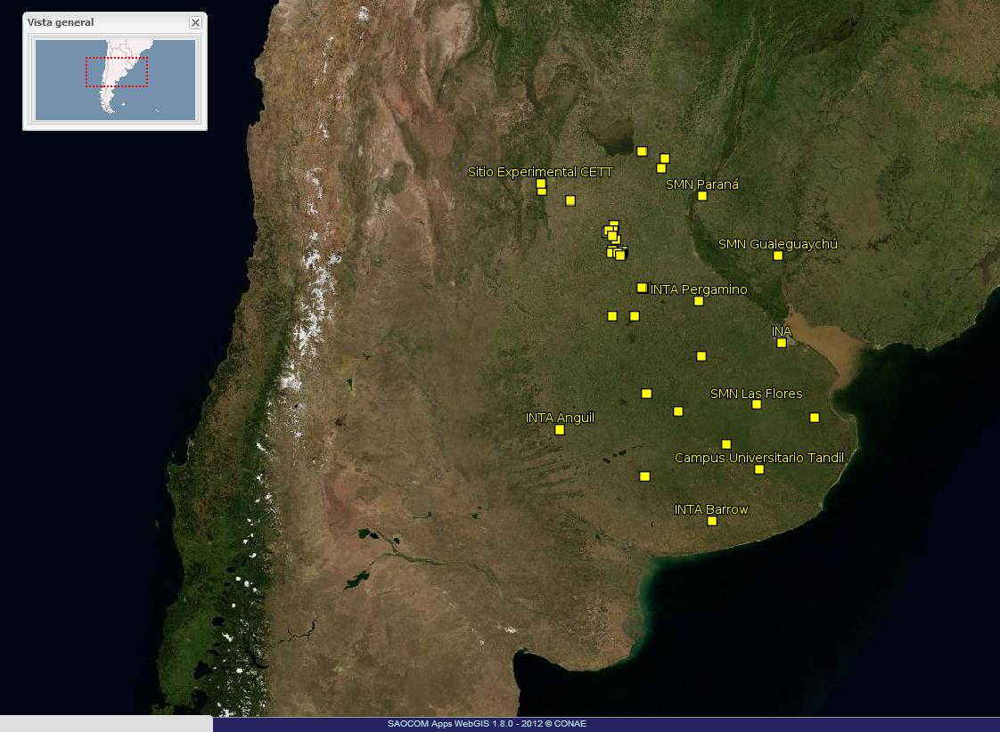 Vista general
Sitio Experimental CETT
SMN Paraná
SMN Gualeguaychú
INTA Pergamino
INA
SMN Las Flores
INTA Anguil
Campus Universitario Tandil
INTA Barrow
SAOCOM Apps WebGIS 1.8.0 - 2012 © CONAE